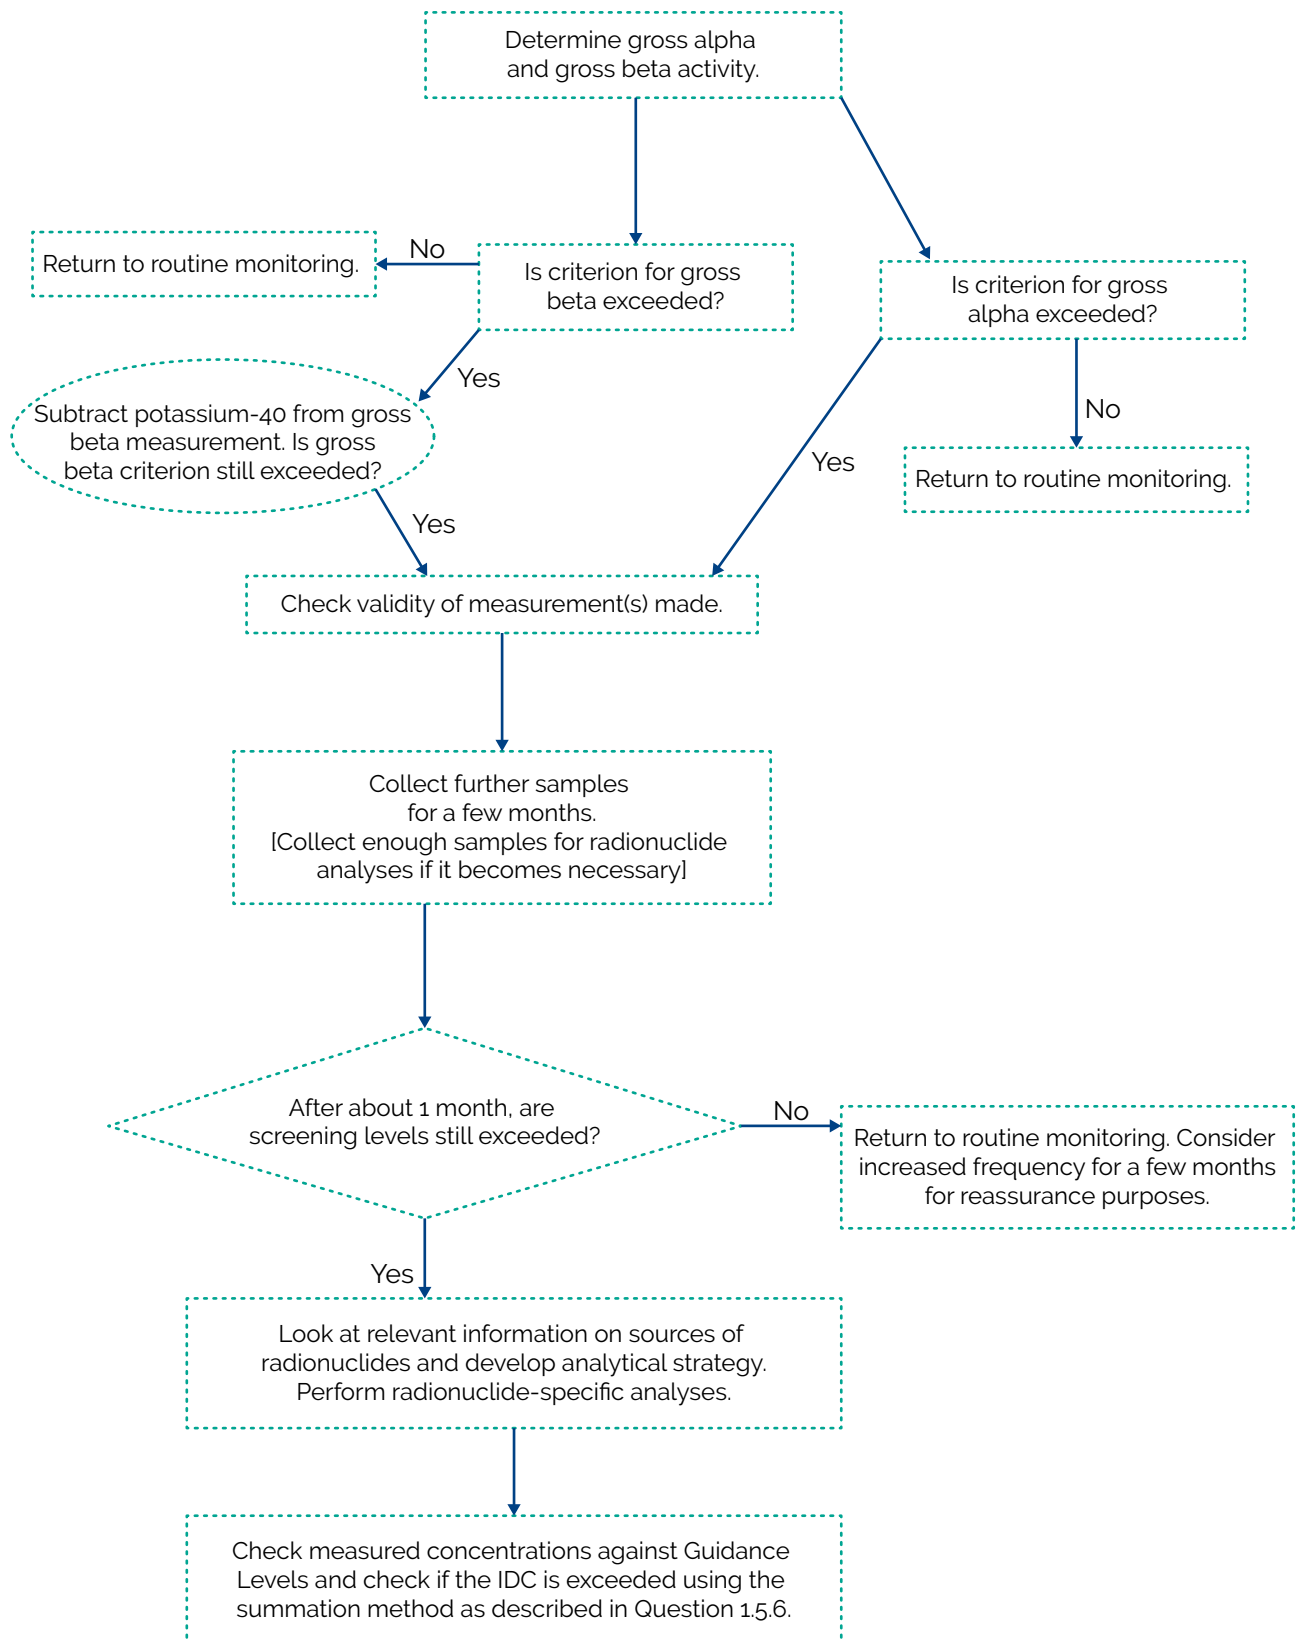 Determine gross alpha
and gross beta activity.
No
Return to routine monitoring.
Is criterion for gross
beta exceeded?
Is criterion for gross
alpha exceeded?
Yes
No
Subtract potassium-40 from gross
beta measurement. Is gross
beta criterion still exceeded?
Yes
Return to routine monitoring.
Yes
Check validity of measurement(s) made.
Collect further samples
for a few months.
[Collect enough samples for radionuclide
analyses if it becomes necessary]
After about 1 month, are
screening levels still exceeded?
No
Return to routine monitoring. Consider
increased frequency for a few months
for reassurance purposes.
Yes
Look at relevant information on sources of
radionuclides and develop analytical strategy.
Perform radionuclide-specific analyses.
Check measured concentrations against Guidance
Levels and check if the IDC is exceeded using the
summation method as described in Question 1.5.6.